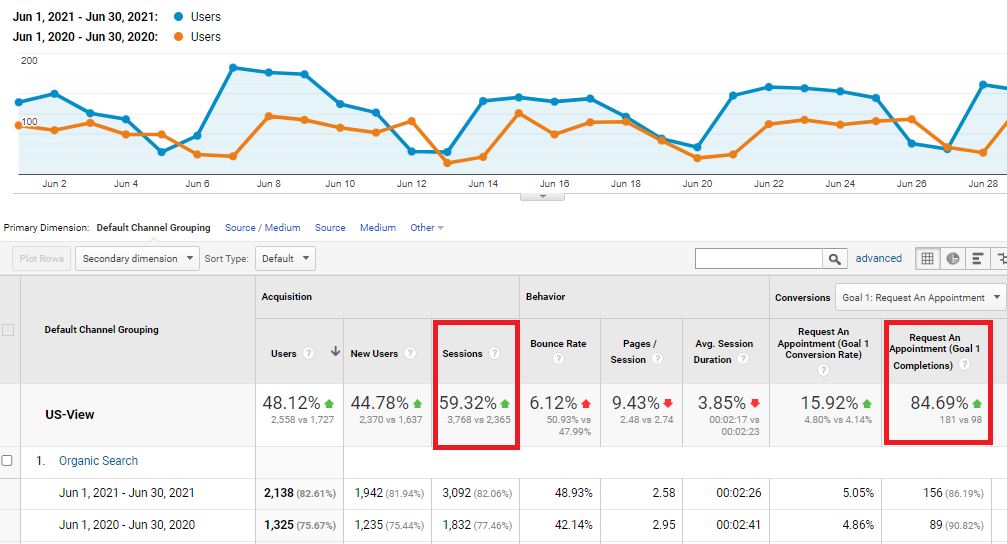 Jun 1, 2021 - Jun 30, 2021: Users
Jun 1, 2020 - Jun 30, 2020: Users
200
100
Jun 2 Jun 4 Jun 6 Jun 8 Jun 10 Jun 12 Jun 14 Jun 16 Jun 18 Jun 20 Jun 22 Jun 24 Jun 26 Jun 28
Primary Dimension: Default Channel Grouping Source / Medium Source Medium Other
Plot Rows Secondary dimension Sort Type: Default advanced
Acquisition Behavior Conversions Goal 1: Request An Appointment
Default Channel Grouping
Users ? New Users ? Sessions ? Bounce Rate ? Pages / Session ? Avg. Session Duration ? Request An Appointment (Goal 1 Conversion Rate) ? Request An Appointment (Goal 1 Completions) ?
US-View
48.12% 44.78% 59.32% 6.12% 9.43% 3.85% 15.92% 84.69%
2,558 vs 1,727 2,370 vs 1,637 3,768 vs 2,365 50.93% vs 47.99% 2.48 vs 2.74 00:02:17 vs 00:02:23 4.80% vs 4.14% 181 vs 98
1. Organic Search
Jun 1, 2021 - Jun 30, 2021 2,138 (82.61%) 1,942 (81.94%) 3,092 (82.06%) 48.93% 2.58 00:02:26 5.05% 156 (86.19%)
Jun 1, 2020 - Jun 30, 2020 1,325 (75.67%) 1,235 (75.44%) 1,832 (77.46%) 42.14% 2.95 00:02:41 4.86% 89 (90.82%)